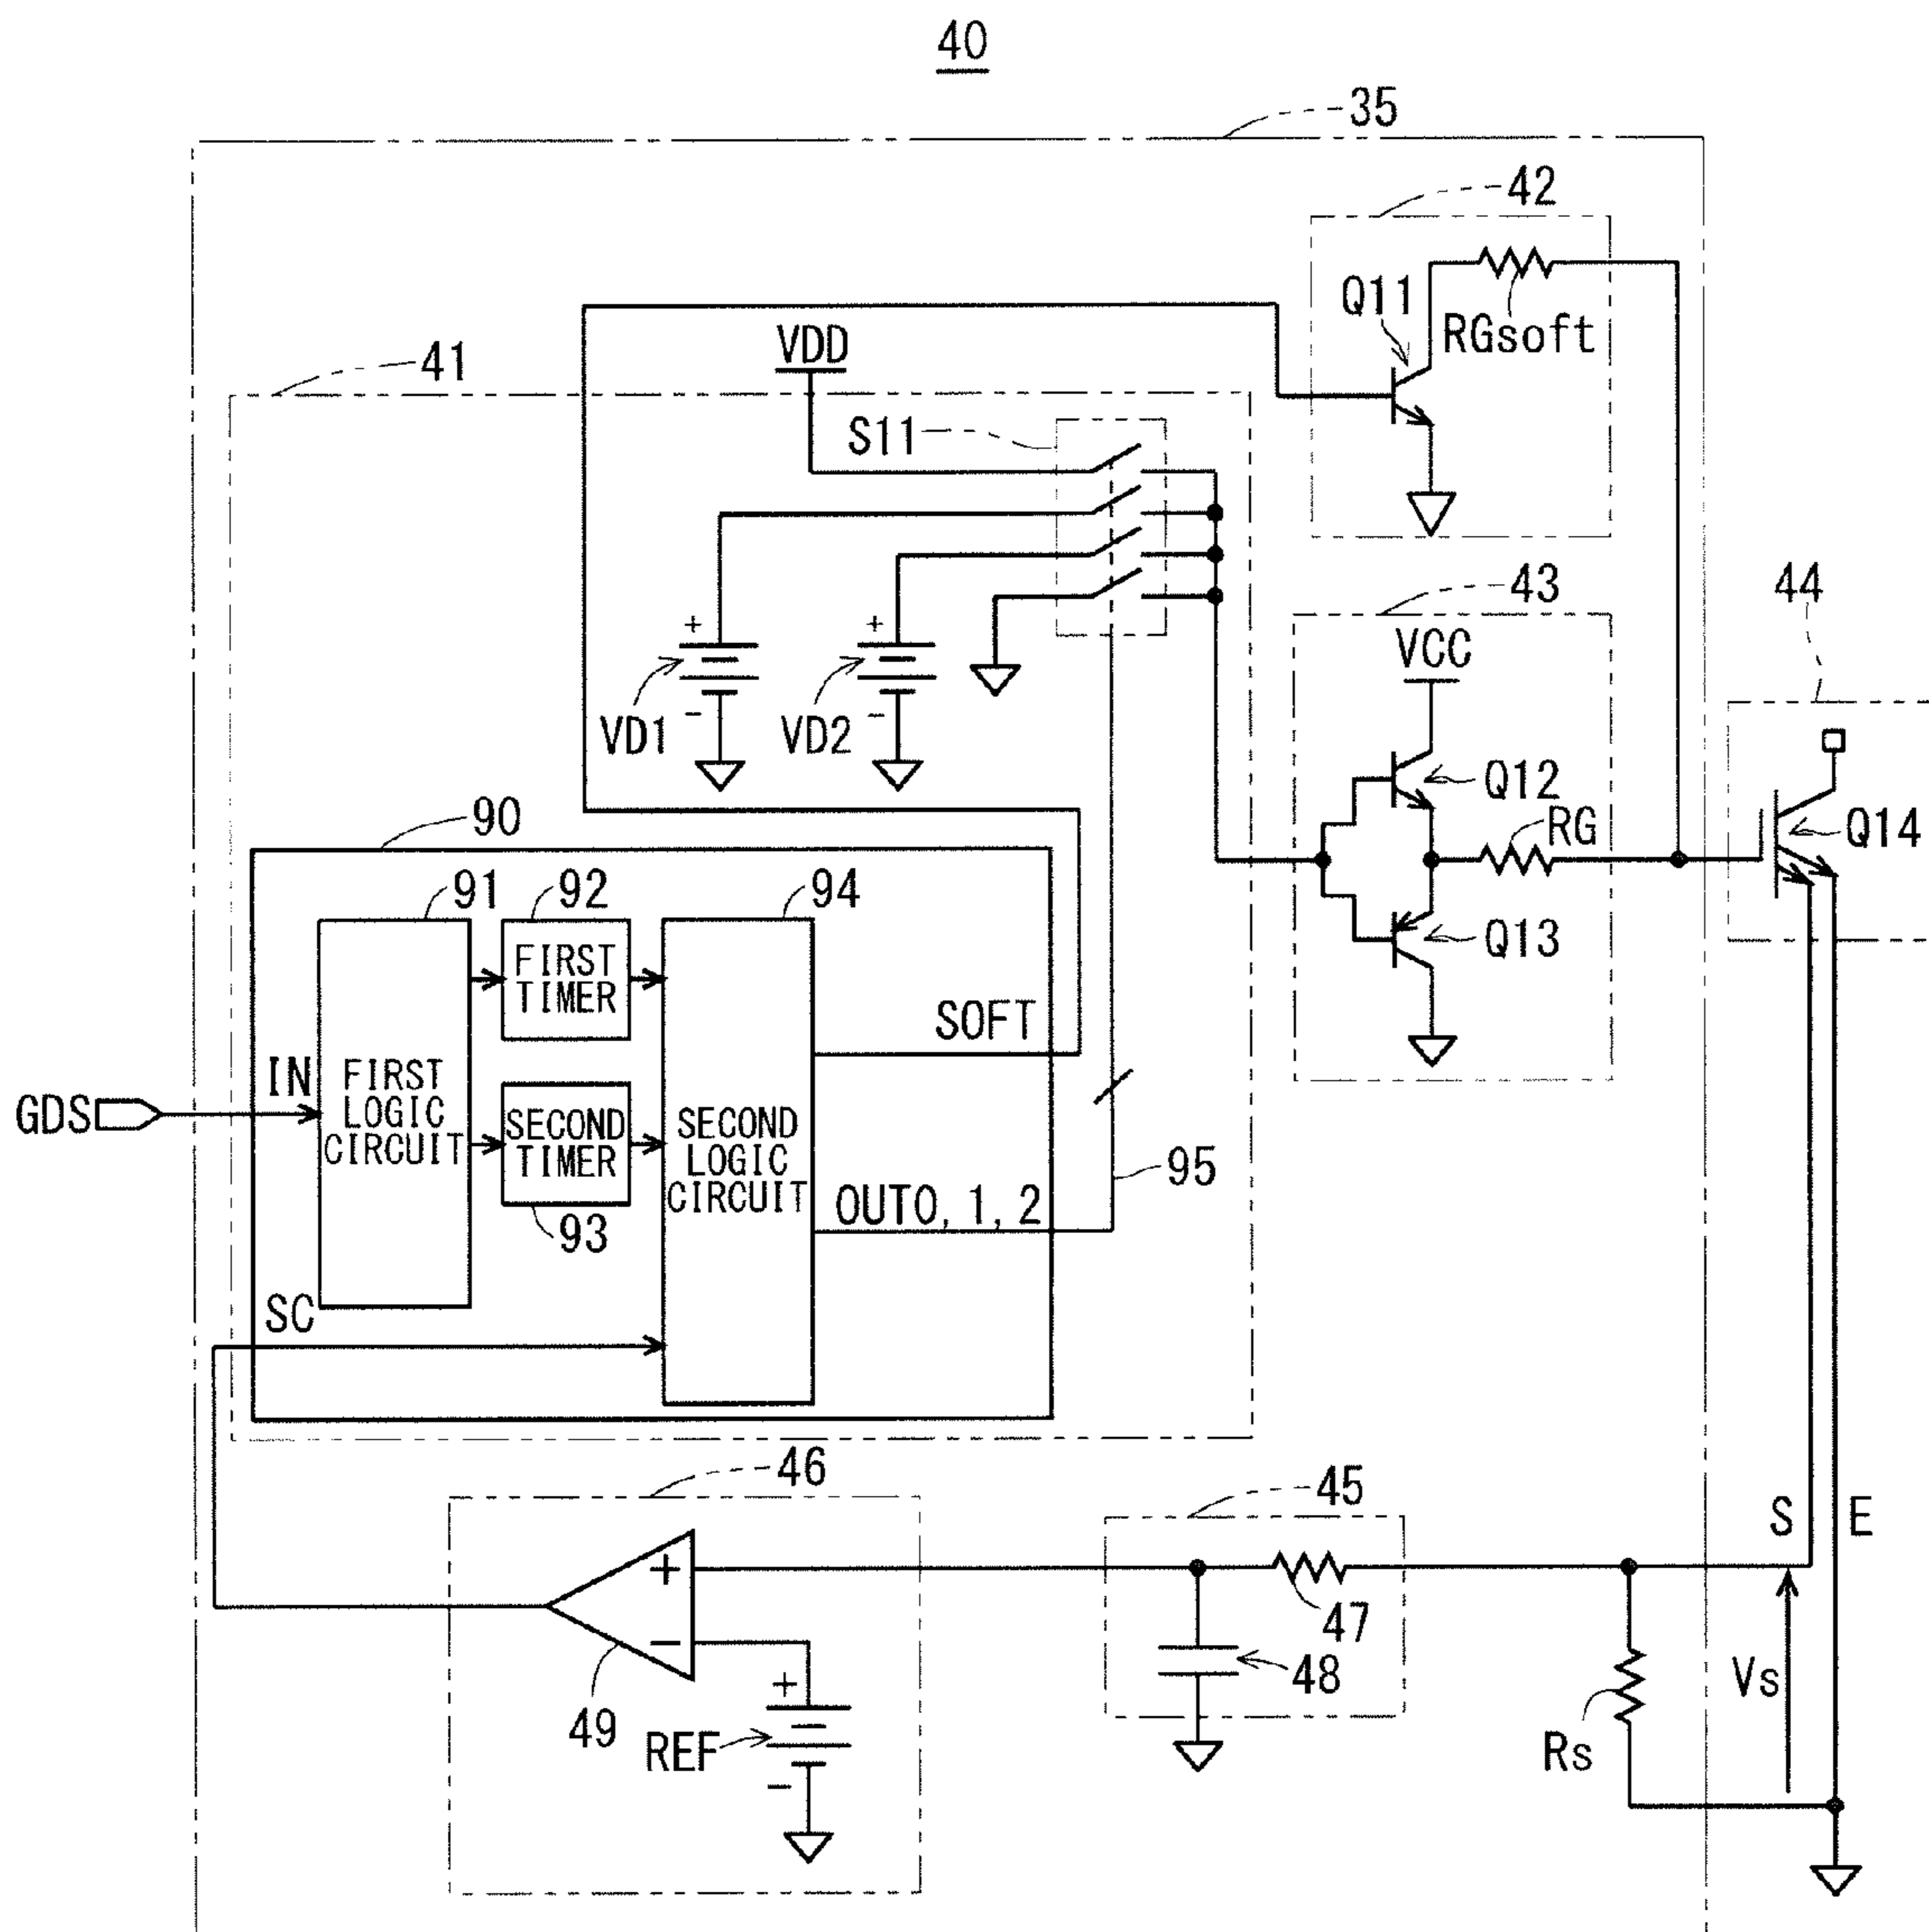 40
35
42
Q11
RGsoft
VDD
41
S11
43
44
VCC
VD1
VD2
Q12
RG
Q14
Q13
90
91
92
94
FIRST
TIMER
SOFT
IN
FIRST
LOGIC
CIRCUIT
GDS
SECOND
TIMER
SECOND
LOGIC
CIRCUIT
95
OUT0, 1, 2
93
SC
46
45
S
E
+
−
47
48
49
+
REF
−
Vs
Rs
+
−
+
−